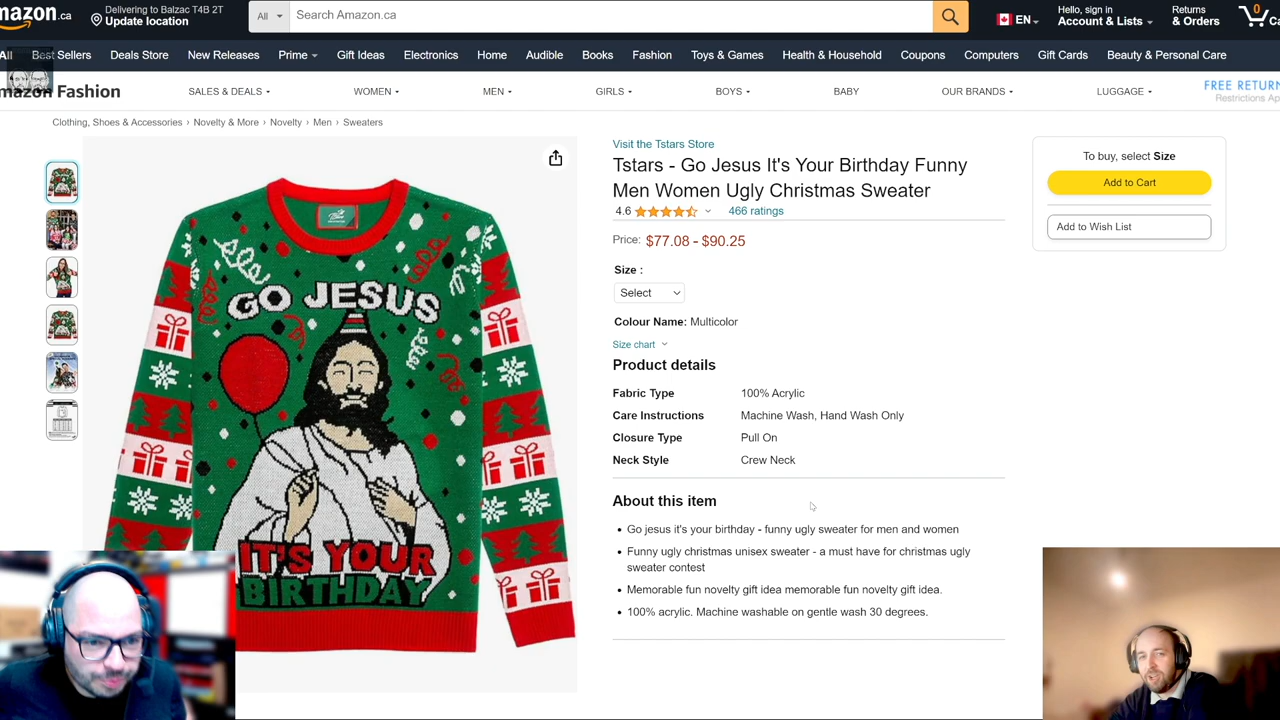 mazon.ca
Delivering to Balzac T4B 2T
Update location
All
Search Amazon.ca
EN
Hello, sign in
Account & Lists
Returns
& Orders
0
Ca
All
Best Sellers
Deals Store
New Releases
Prime
Gift Ideas
Electronics
Home
Audible
Books
Fashion
Toys & Games
Health & Household
Coupons
Computers
Gift Cards
Beauty & Personal Care
mazon Fashion
SALES & DEALS
WOMEN
MEN
GIRLS
BOYS
BABY
OUR BRANDS
LUGGAGE
FREE RETURN
Restrictions Ap
Clothing, Shoes & Accessories › Novelty & More › Novelty › Men › Sweaters
GO JESUS
IT'S YOUR
BIRTHDAY
Visit the Tstars Store
Tstars - Go Jesus It's Your Birthday Funny
Men Women Ugly Christmas Sweater
4.6
466 ratings
Price: $77.08 - $90.25
Size :
Select
Colour Name: Multicolor
Size chart
Product details
Fabric Type 100% Acrylic
Care Instructions Machine Wash, Hand Wash Only
Closure Type Pull On
Neck Style Crew Neck
About this item
• Go jesus it's your birthday - funny ugly sweater for men and women
• Funny ugly christmas unisex sweater - a must have for christmas ugly
sweater contest
• Memorable fun novelty gift idea memorable fun novelty gift idea.
• 100% acrylic. Machine washable on gentle wash 30 degrees.
To buy, select Size
Add to Cart
Add to Wish List